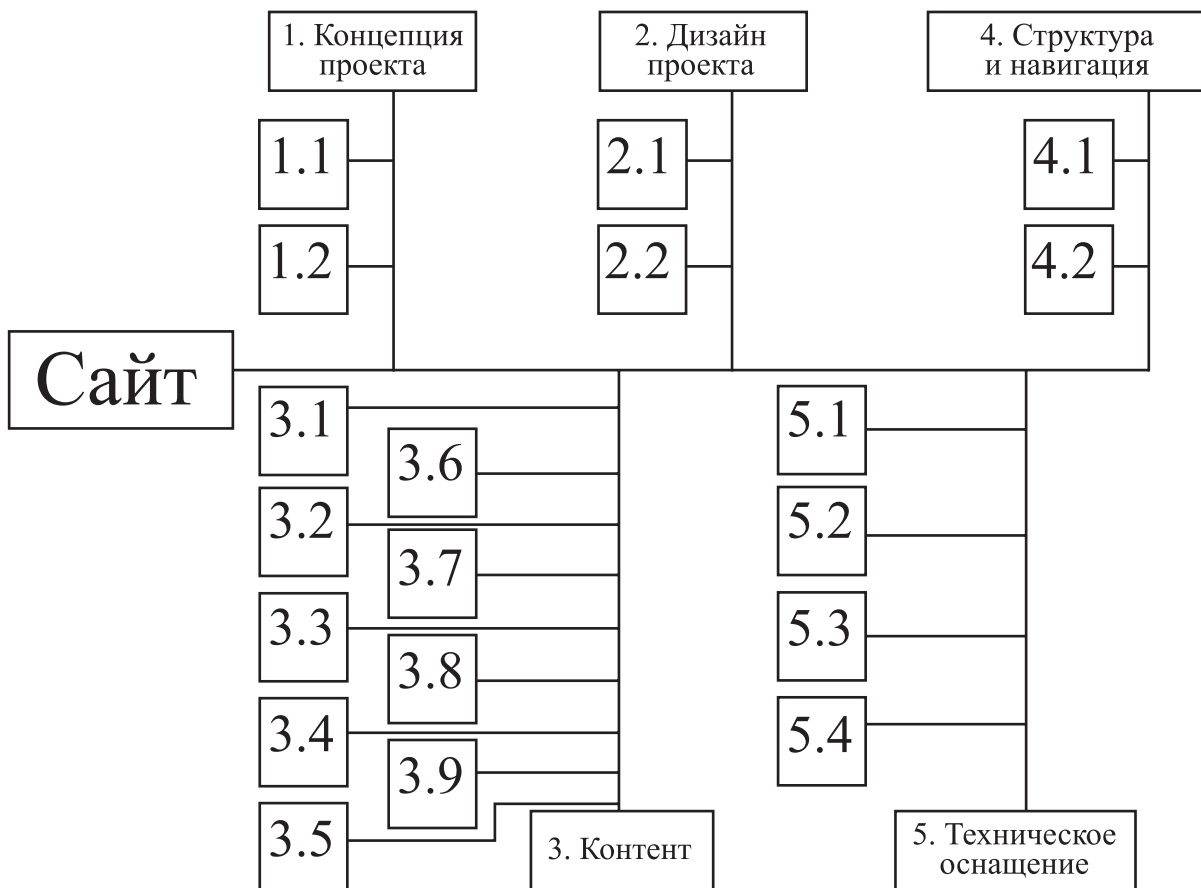 1. Концепция
проекта
2. Дизайн
проекта
4. Структура
и навигация
1.1
2.1
4.1
1.2
2.2
4.2
Сайт
3.1
3.6
3.2
3.7
3.3
3.8
3.4
3.9
3.5
5.1
5.2
5.3
5.4
3. Контент
5. Техническое
оснащение